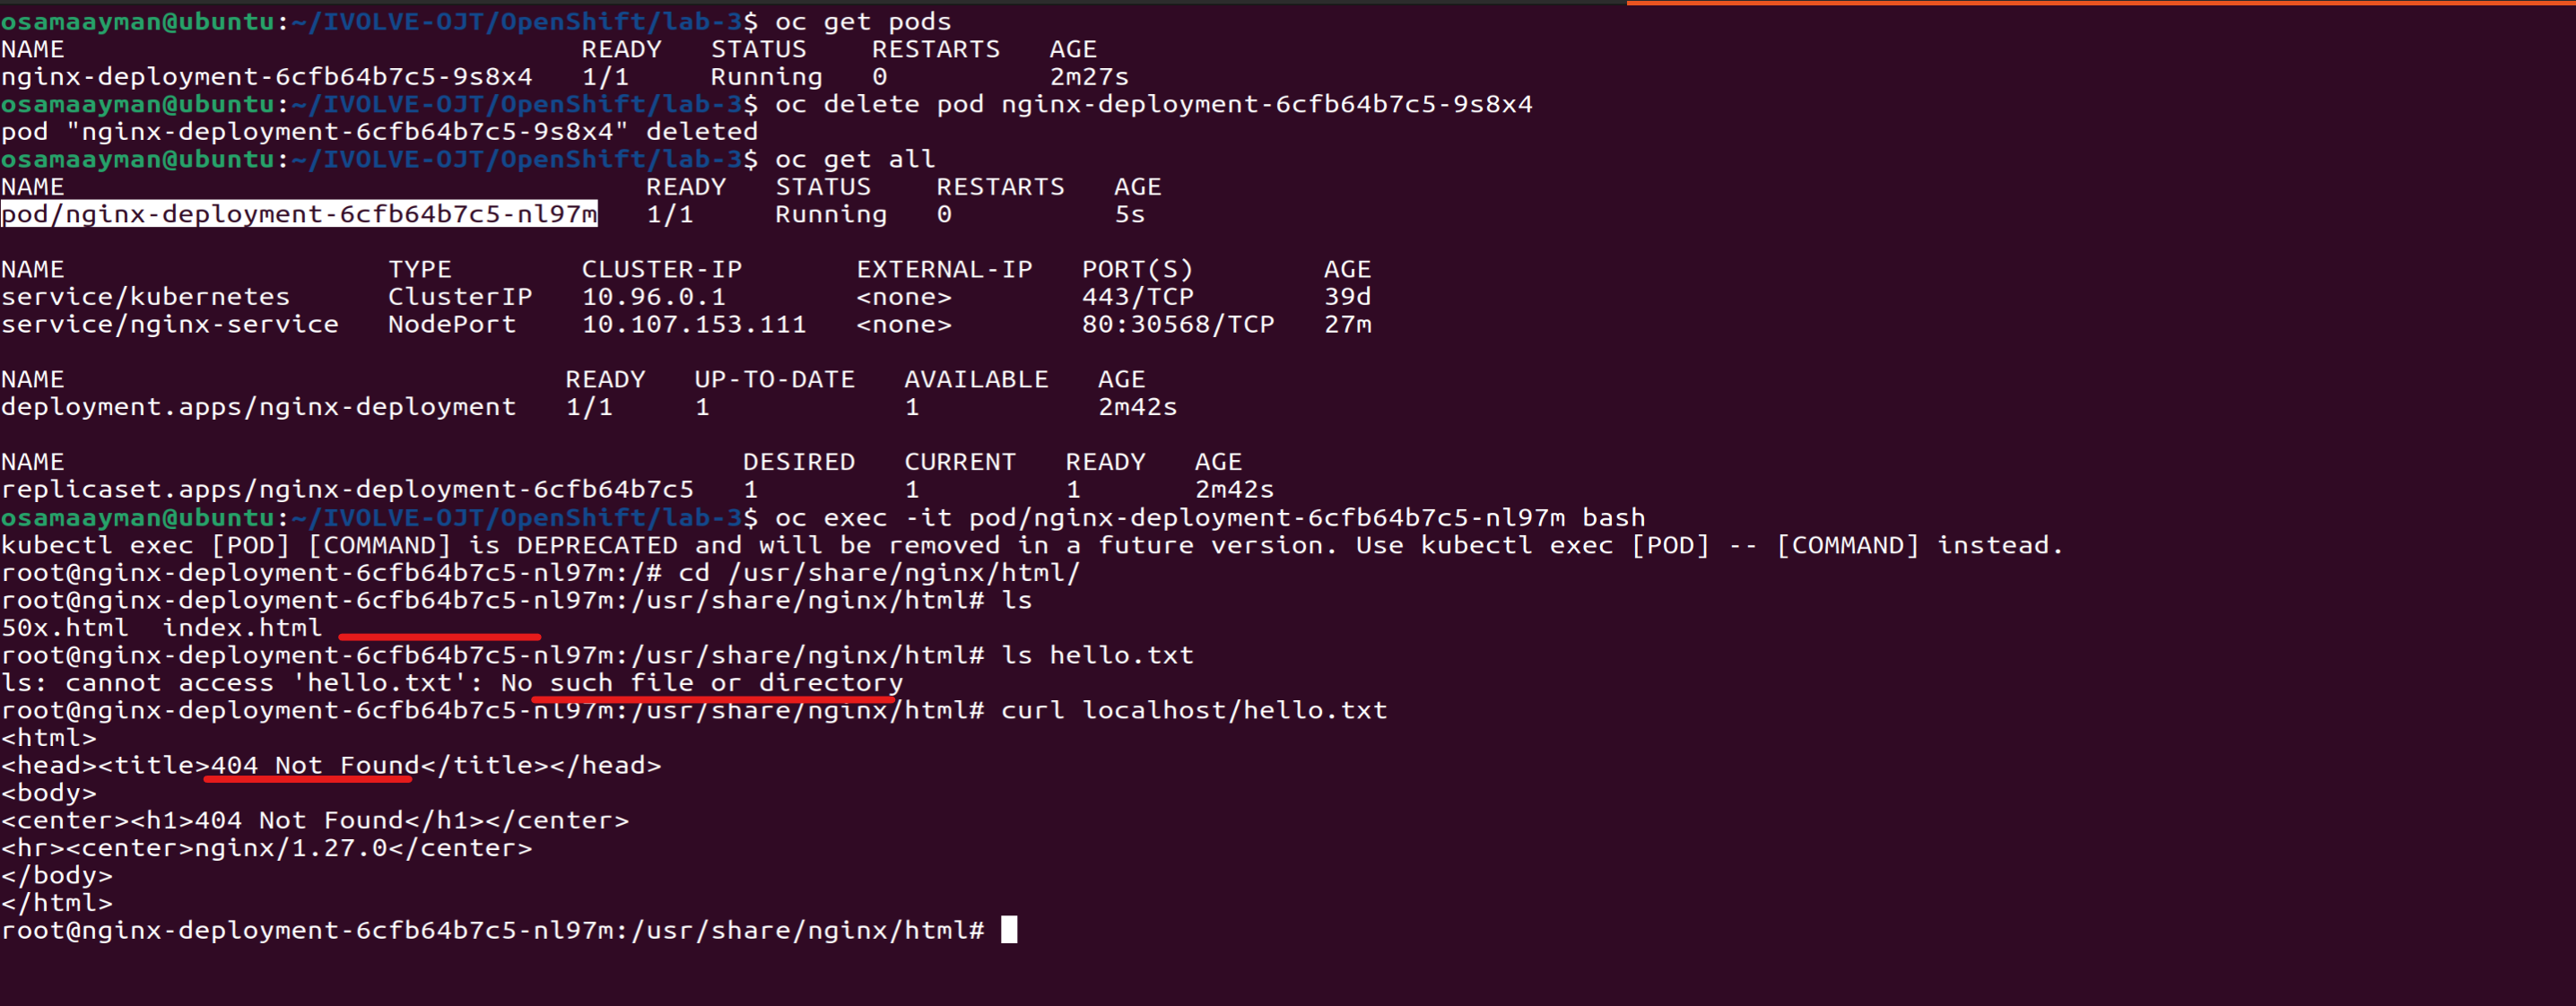 osamaayman@ubuntu:~/IVOLVE-OJT/OpenShift/lab-3$ oc get pods
NAME                                READY   STATUS    RESTARTS   AGE
nginx-deployment-6cfb64b7c5-9s8x4   1/1     Running   0          2m27s
osamaayman@ubuntu:~/IVOLVE-OJT/OpenShift/lab-3$ oc delete pod nginx-deployment-6cfb64b7c5-9s8x4
pod "nginx-deployment-6cfb64b7c5-9s8x4" deleted
osamaayman@ubuntu:~/IVOLVE-OJT/OpenShift/lab-3$ oc get all
NAME                                    READY   STATUS    RESTARTS   AGE
pod/nginx-deployment-6cfb64b7c5-nl97m   1/1     Running   0          5s
NAME                    TYPE        CLUSTER-IP       EXTERNAL-IP   PORT(S)        AGE
service/kubernetes      ClusterIP   10.96.0.1        <none>        443/TCP        39d
service/nginx-service   NodePort    10.107.153.111   <none>        80:30568/TCP   27m
NAME                               READY   UP-TO-DATE   AVAILABLE   AGE
deployment.apps/nginx-deployment   1/1     1            1           2m42s
NAME                                          DESIRED   CURRENT   READY   AGE
replicaset.apps/nginx-deployment-6cfb64b7c5   1         1         1       2m42s
osamaayman@ubuntu:~/IVOLVE-OJT/OpenShift/lab-3$ oc exec -it pod/nginx-deployment-6cfb64b7c5-nl97m bash
kubectl exec [POD] [COMMAND] is DEPRECATED and will be removed in a future version. Use kubectl exec [POD] -- [COMMAND] instead.
root@nginx-deployment-6cfb64b7c5-nl97m:/# cd /usr/share/nginx/html/
root@nginx-deployment-6cfb64b7c5-nl97m:/usr/share/nginx/html# ls
50x.html  index.html
root@nginx-deployment-6cfb64b7c5-nl97m:/usr/share/nginx/html# ls hello.txt
ls: cannot access 'hello.txt': No such file or directory
root@nginx-deployment-6cfb64b7c5-nl97m:/usr/share/nginx/html# curl localhost/hello.txt
<html>
<head><title>404 Not Found</title></head>
<body>
<center><h1>404 Not Found</h1></center>
<hr><center>nginx/1.27.0</center>
</body>
</html>
root@nginx-deployment-6cfb64b7c5-nl97m:/usr/share/nginx/html#